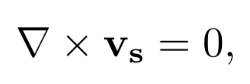 ∇ × v_s = 0,